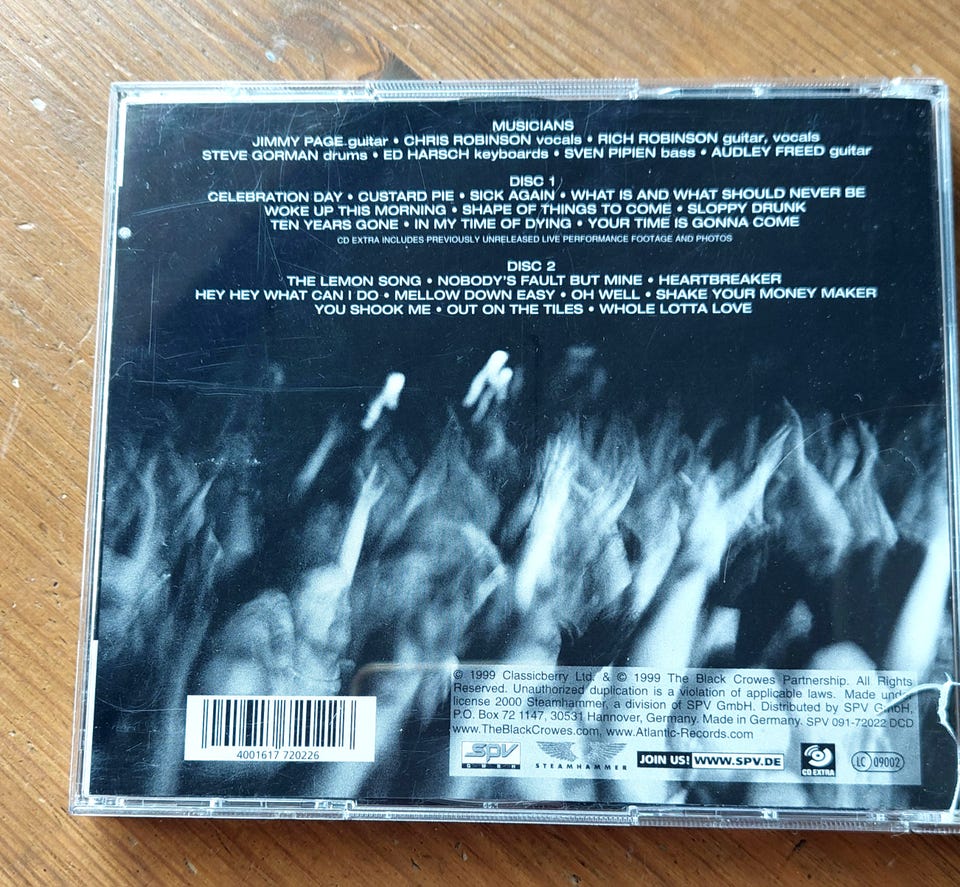 MUSICIANS
JIMMY PAGE guitar • CHRIS ROBINSON vocals • RICH ROBINSON guitar, vocals
STEVE GORMAN drums • ED HARSCH keyboards • SVEN PIPIEN bass • AUDLEY FREED guitar
DISC 1
CELEBRATION DAY • CUSTARD PIE • SICK AGAIN • WHAT IS AND WHAT SHOULD NEVER BE
WOKE UP THIS MORNING • SHAPE OF THINGS TO COME • SLOPPY DRUNK
TEN YEARS GONE • IN MY TIME OF DYING • YOUR TIME IS GONNA COME
CD EXTRA INCLUDES PREVIOUSLY UNRELEASED LIVE PERFORMANCE FOOTAGE AND PHOTOS
DISC 2
THE LEMON SONG • NOBODY'S FAULT BUT MINE • HEARTBREAKER
HEY HEY WHAT CAN I DO • MELLOW DOWN EASY • OH WELL • SHAKE YOUR MONEY MAKER
YOU SHOOK ME • OUT ON THE TILES • WHOLE LOTTA LOVE
© 1999 Classicberry Ltd. & © 1999 The Black Crowes Partnership. All Rights
Reserved. Unauthorized duplication is a violation of applicable laws. Made under
license 2000 Steamhammer, a division of SPV GmbH. Distributed by SPV GmbH,
P.O. Box 72 1147, 30531 Hannover, Germany. Made in Germany. SPV 091-72022 DCD
www.TheBlackCrowes.com, www.Atlantic-Records.com
4001617 720226
SPV
GMBH
STEAMHAMMER
JOIN US! WWW.SPV.DE
CD EXTRA
LC 09002